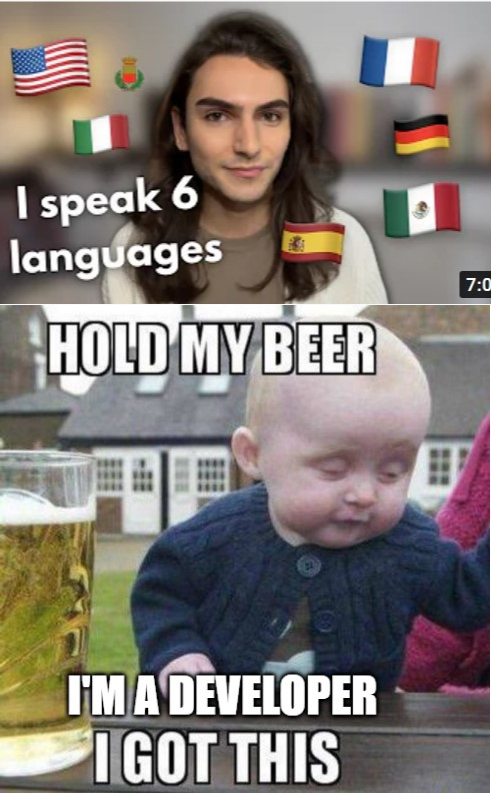 I speak 6
languages
7:0
HOLD MY BEER
I'M A DEVELOPER
I GOT THIS